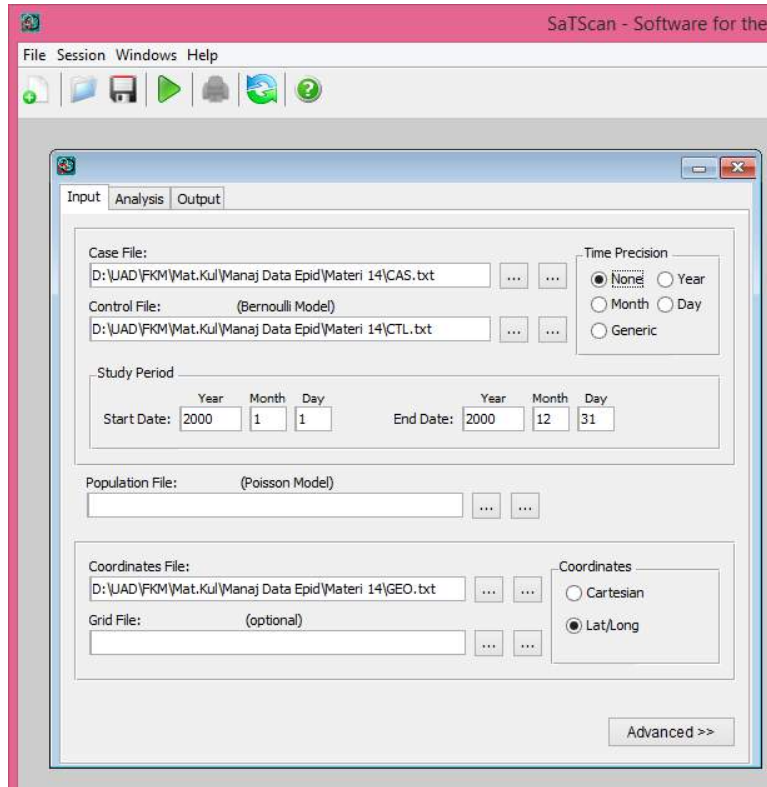 SaTScan - Software for the
File Session Windows Help
Input Analysis Output
Case File:
D:\UAD\FKM\Mat.Kul\Manaj Data Epid\Materi 14\CAS.txt
... ...
Control File: (Bernoulli Model)
D:\UAD\FKM\Mat.Kul\Manaj Data Epid\Materi 14\CTL.txt
... ...
Time Precision
None Year
Month Day
Generic
Study Period
Year Month Day Year Month Day
Start Date: 2000 1 1 End Date: 2000 12 31
Population File: (Poisson Model)
... ...
Coordinates File:
D:\UAD\FKM\Mat.Kul\Manaj Data Epid\Materi 14\GEO.txt
... ...
Grid File: (optional)
... ...
Coordinates
Cartesian
Lat/Long
Advanced >>